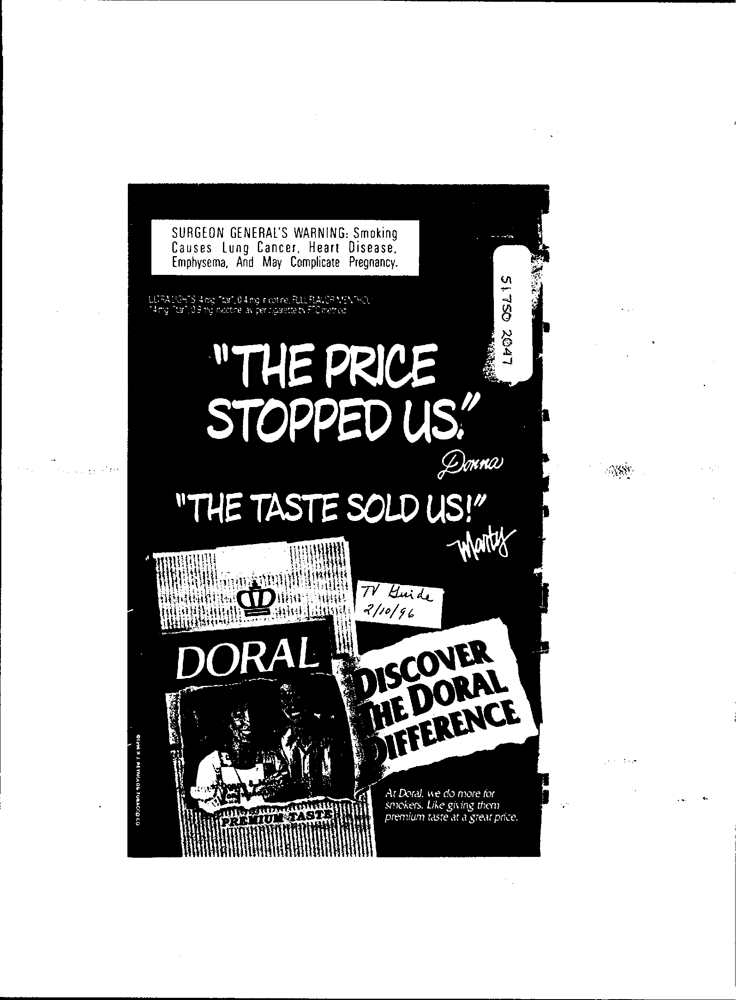 SURGEON GENERAL'S WARNING: Smoking
Causes Lung Cancer, Heart Disease,
Emphysema, And May Complicate Pregnancy.
51750 2047
ULTRA LIGHTS: 4 mg. "tar", 0.4 mg. nicotine, FULL FLAVOR MENTHOL:
"tar", 0.9 mg. nicotine av. per cigarette by FTC method.
"THE PRICE
STOPPED US."
Donna
"THE TASTE SOLD US!"
Marty
TV Guide
2/10/96
DORAL
PREMIUM TASTE
DISCOVER
THE DORAL
DIFFERENCE
At Doral, we do more for
smokers. Like giving them
premium taste at a great price.
R J REYNOLDS TOBACCO CO.